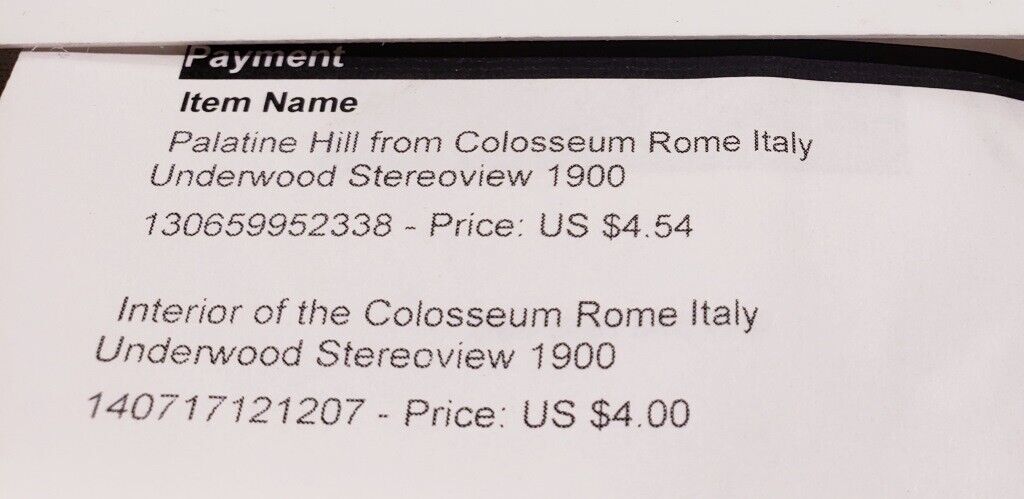 Payment
Item Name
Palatine Hill from Colosseum Rome Italy
Underwood Stereoview 1900
130659952338 - Price: US $4.54
Interior of the Colosseum Rome Italy
Underwood Stereoview 1900
140717121207 - Price: US $4.00